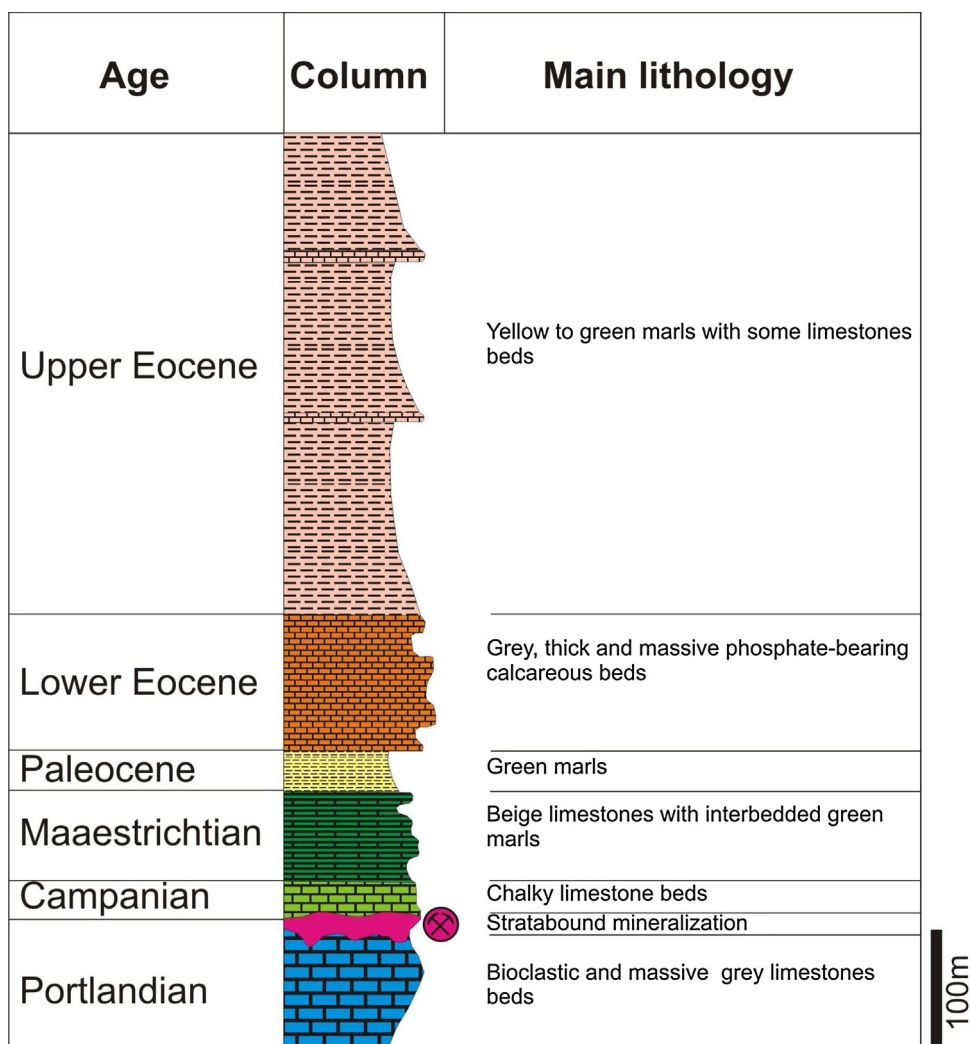 Age
Column
Main lithology
Upper Eocene
Yellow to green marls with some limestones
beds
Lower Eocene
Grey, thick and massive phosphate-bearing
calcareous beds
Paleocene
Green marls
Maaestrichtian
Beige limestones with interbedded green
marls
Campanian
Chalky limestone beds
Stratabound mineralization
Portlandian
Bioclastic and massive grey limestones
beds
100m